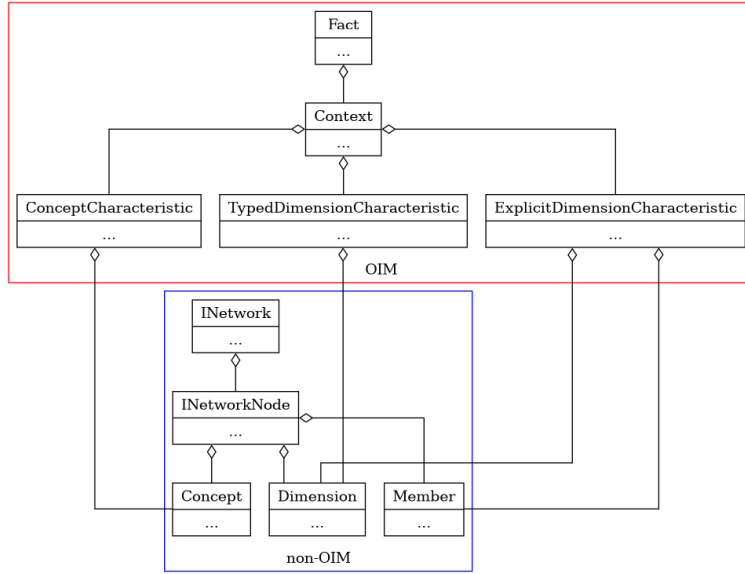 Fact
...
Context
...
ConceptCharacteristic
...
TypedDimensionCharacteristic
...
ExplicitDimensionCharacteristic
...
OIM
INetwork
...
INetworkNode
...
Concept
...
Dimension
...
Member
...
non-OIM